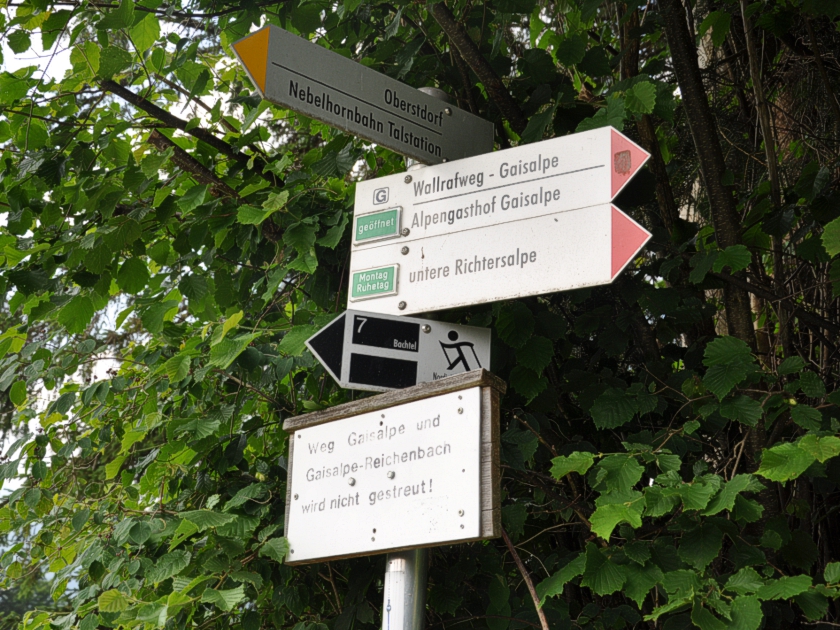 Oberstdorf
Nebelhornbahn Talstation
Wallrafweg - Gaisalpe
G
geöffnet
Alpengasthof Gaisalpe
Montag
Ruhetag
untere Richtersalpe
7
Bachtel
Weg Gaisalpe und
Gaisalpe-Reichenbach
wird nicht gestreut!